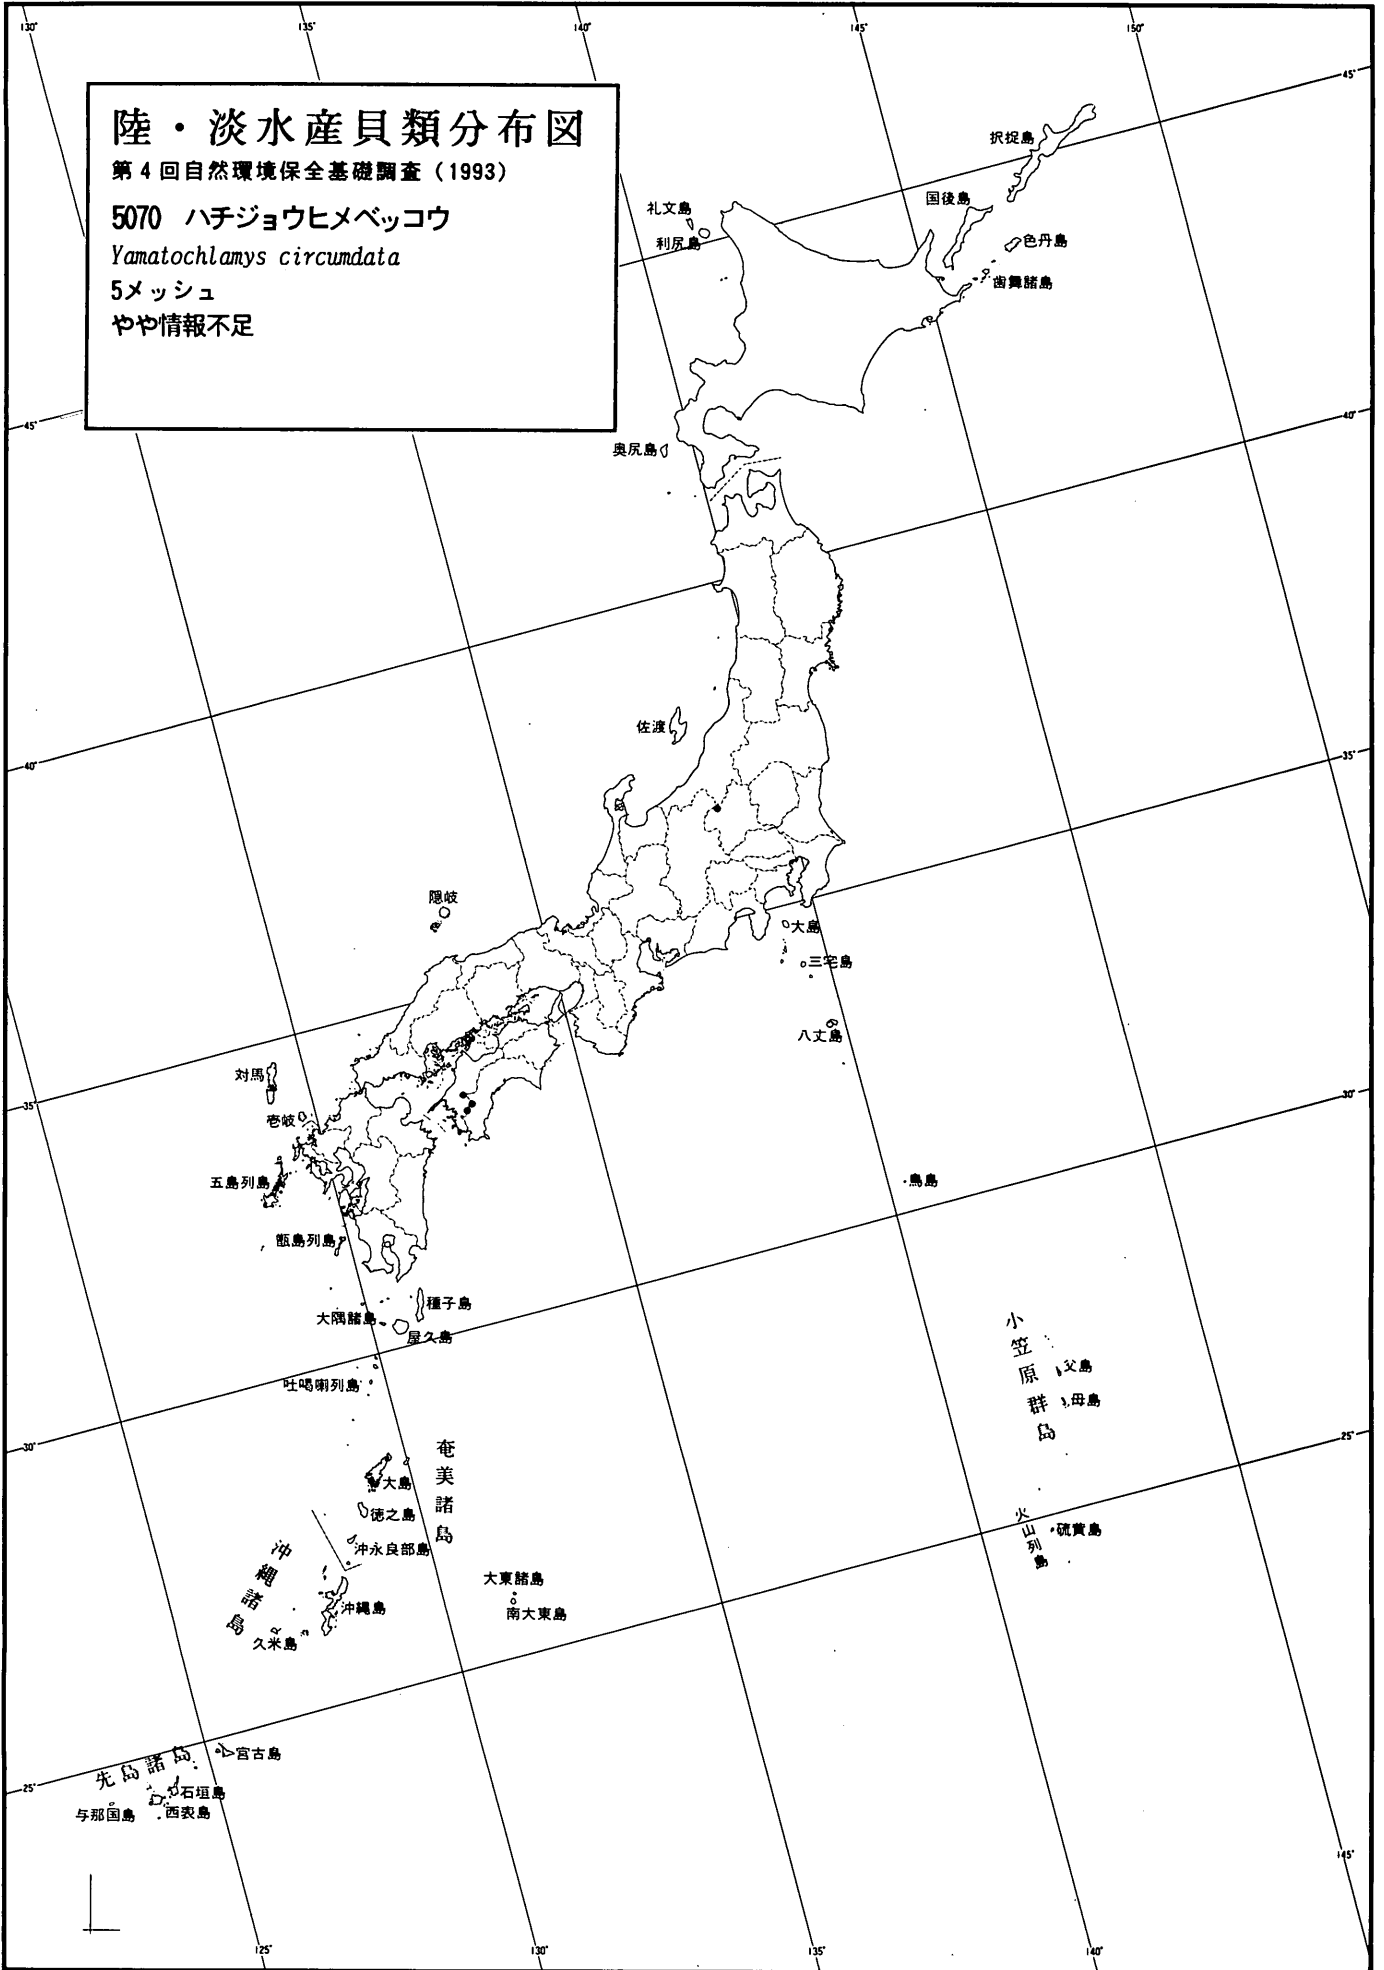 130°
135°
140°
145°
150°
陸・淡水産貝類分布図
第4回自然環境保全基礎調査(1993)
5070 ハチジョウヒメベッコウ
Yamatochlamys circumdata
5メッシュ
やや情報不足
45°
択捉島
国後島
礼文島
利尻島
色丹島
歯舞諸島
45°
40°
奥尻島
佐渡
40°
35°
隠岐
大島
三宅島
八丈島
対馬
35°
壱岐
30°
五島列島
鳥島
甑島列島
種子島
大隅諸島
屋久島
小笠原群島
父島
吐噶喇列島
母島
30°
25°
奄美諸島
大島
徳之島
火山列島
硫黄島
沖永良部島
沖縄諸島
大東諸島
沖縄島
南大東島
久米島
先島諸島
宮古島
25°
石垣島
与那国島
西表島
145°
125°
130°
135°
140°